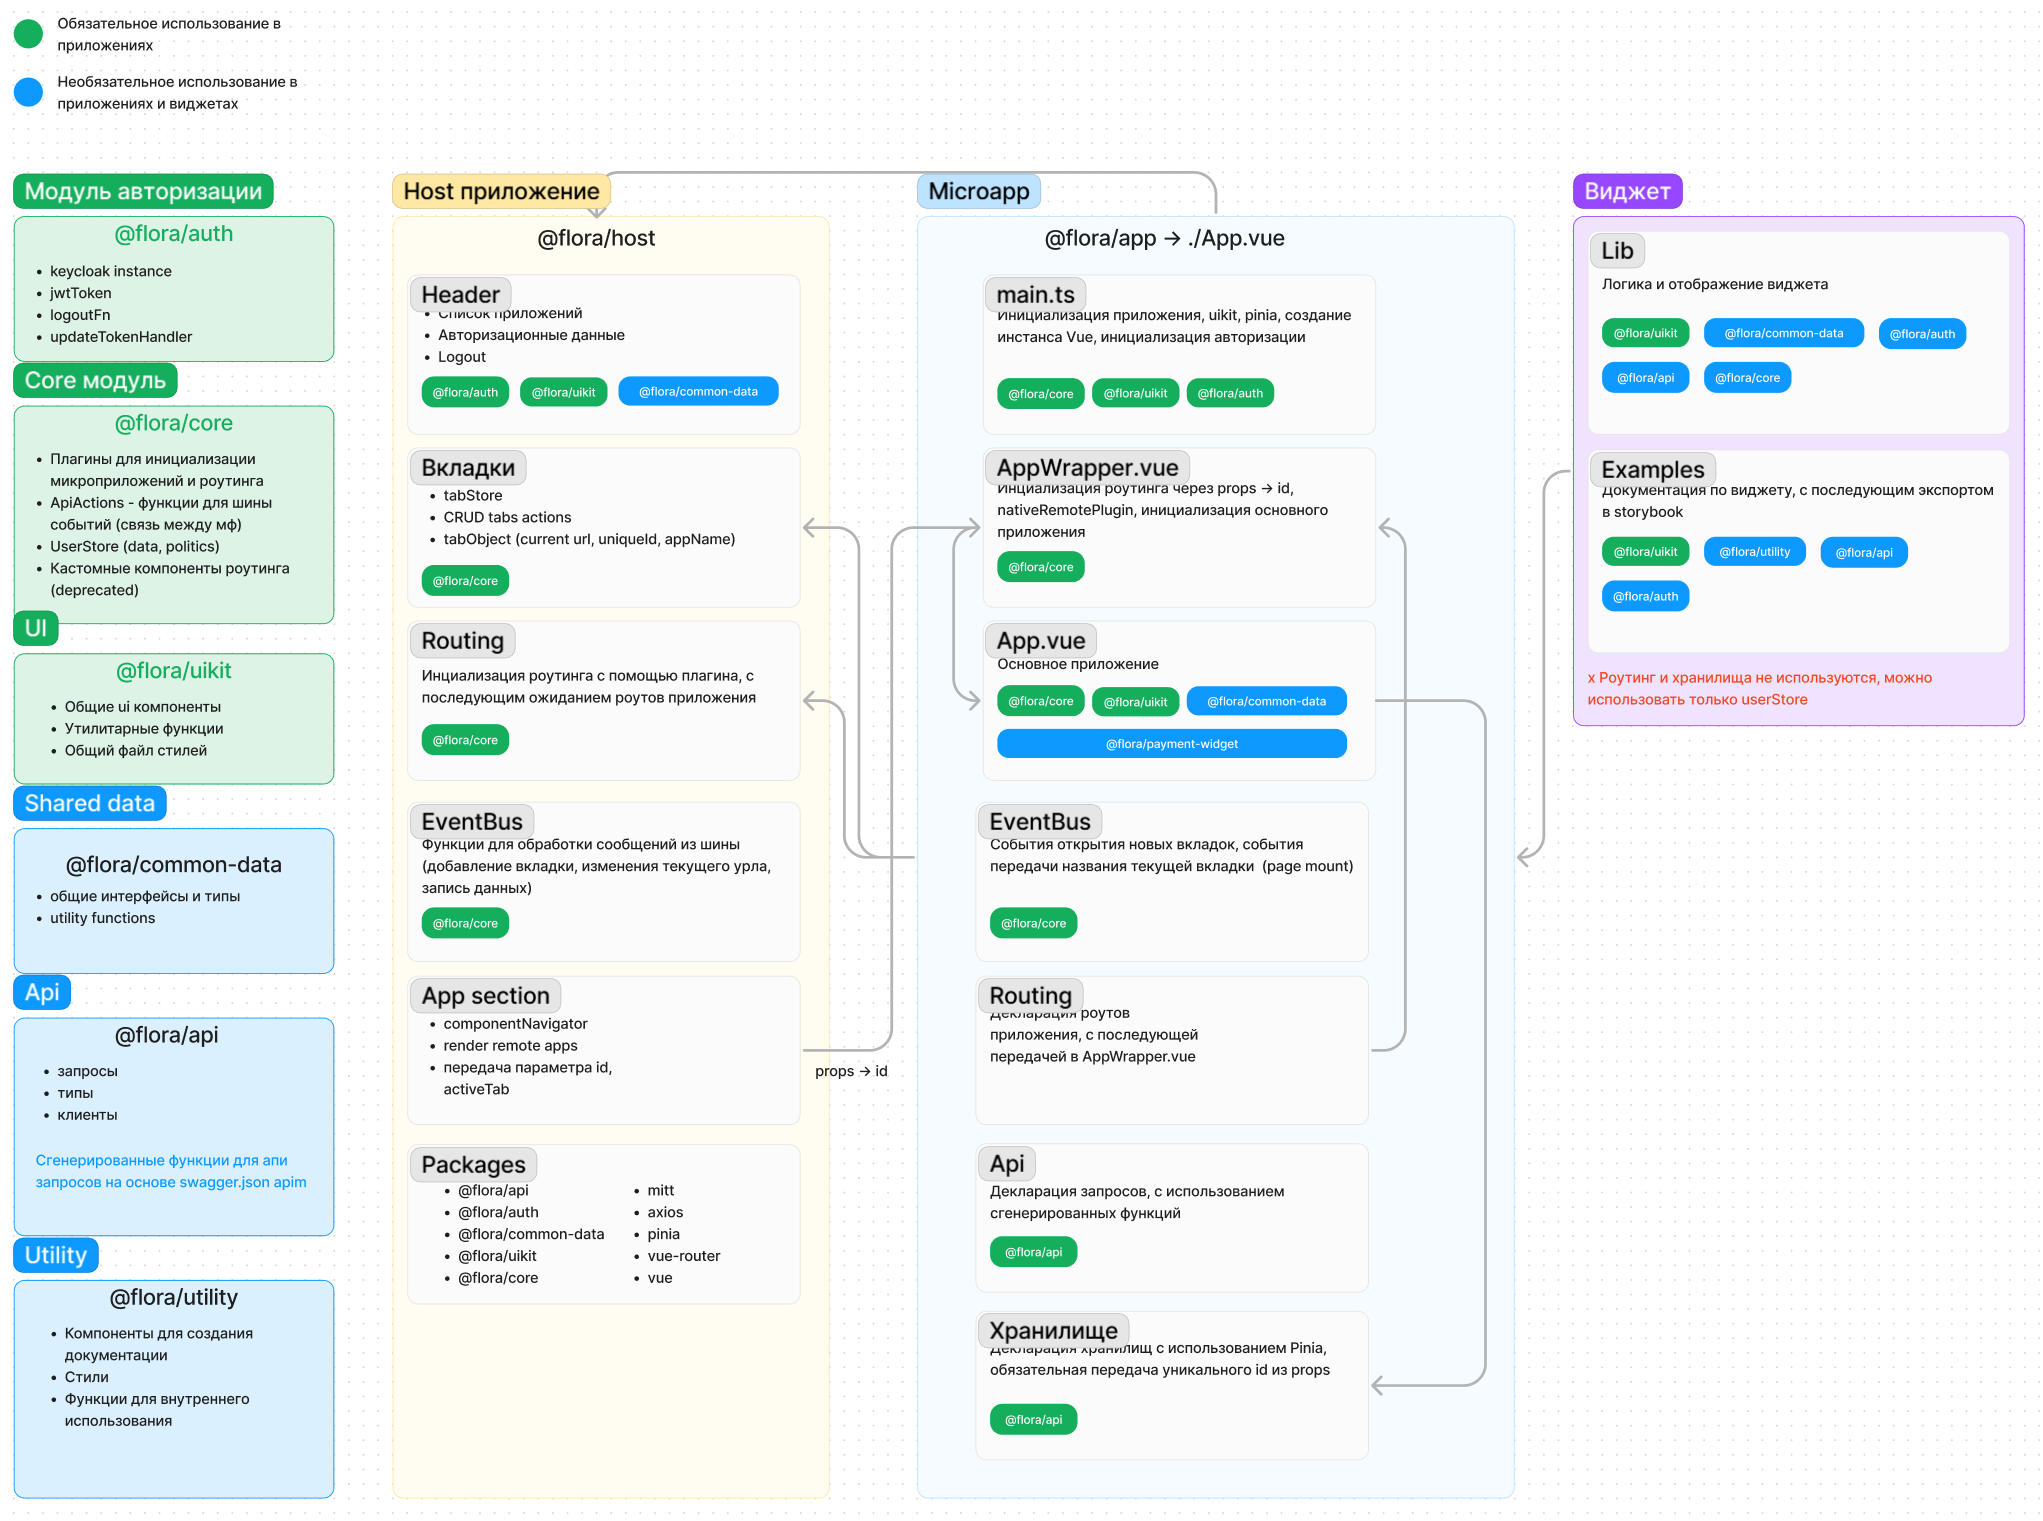 Обязательное использование в
приложениях
Необязательное использование в
приложениях и виджетах
Модуль авторизации
@flora/auth
keycloak instance
jwtToken
logoutFn
updateTokenHandler
Core модуль
@flora/core
Плагины для инициализации
микроприложений и роутинга
ApiActions - функции для шины
событий (связь между мф)
UserStore (data, politics)
Кастомные компоненты роутинга
(deprecated)
UI
@flora/uikit
Общие ui компоненты
Утилитарные функции
Общий файл стилей
Shared data
@flora/common-data
общие интерфейсы и типы
utility functions
Api
@flora/api
запросы
типы
клиенты
Сгенерированные функции для апи
запросов на основе swagger.json apim
Utility
@flora/utility
Компоненты для создания
документации
Стили
Функции для внутреннего
использования
Host приложение
@flora/host
Header
Список приложений
Авторизационные данные
Logout
@flora/auth
@flora/uikit
@flora/common-data
Вкладки
tabStore
CRUD tabs actions
tabObject (current url, uniqueId, appName)
@flora/core
Routing
Инциализация роутинга с помощью плагина, с
последующим ожиданием роутов приложения
@flora/core
EventBus
Функции для обработки сообщений из шины
(добавление вкладки, изменения текущего урла,
запись данных)
@flora/core
App section
componentNavigator
render remote apps
передача параметра id,
activeTab
props → id
Packages
@flora/api
@flora/auth
@flora/common-data
@flora/uikit
@flora/core
mitt
axios
pinia
vue-router
vue
Microapp
@flora/app → ./App.vue
main.ts
Инициализация приложения, uikit, pinia, создание
инстанса Vue, инициализация авторизации
@flora/core
@flora/uikit
@flora/auth
AppWrapper.vue
Инциализация роутинга через props → id,
nativeRemotePlugin, инициализация основного
приложения
@flora/core
App.vue
Основное приложение
@flora/core
@flora/uikit
@flora/common-data
@flora/payment-widget
EventBus
События открытия новых вкладок, события
передачи названия текущей вкладки (page mount)
@flora/core
Routing
Декларация роутов
приложения, с последующей
передачей в AppWrapper.vue
Api
Декларация запросов, с использованием
сгенерированных функций
@flora/api
Хранилище
Декларация хранилищ с использованием Pinia,
обязательная передача уникального id из props
@flora/api
Виджет
Lib
Логика и отображение виджета
@flora/uikit
@flora/common-data
@flora/auth
@flora/api
@flora/core
Examples
Документация по виджету, с последующим экспортом
в storybook
@flora/uikit
@flora/utility
@flora/api
@flora/auth
x Роутинг и хранилища не используются, можно
использовать только userStore